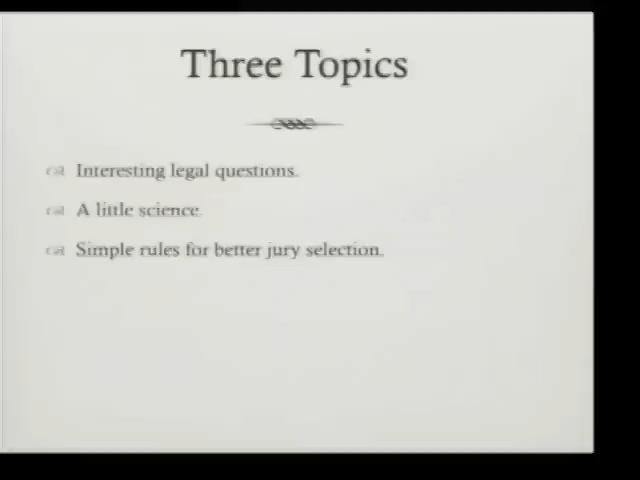 Three Topics
Interesting legal questions.
A little science.
Simple rules for better jury selection.